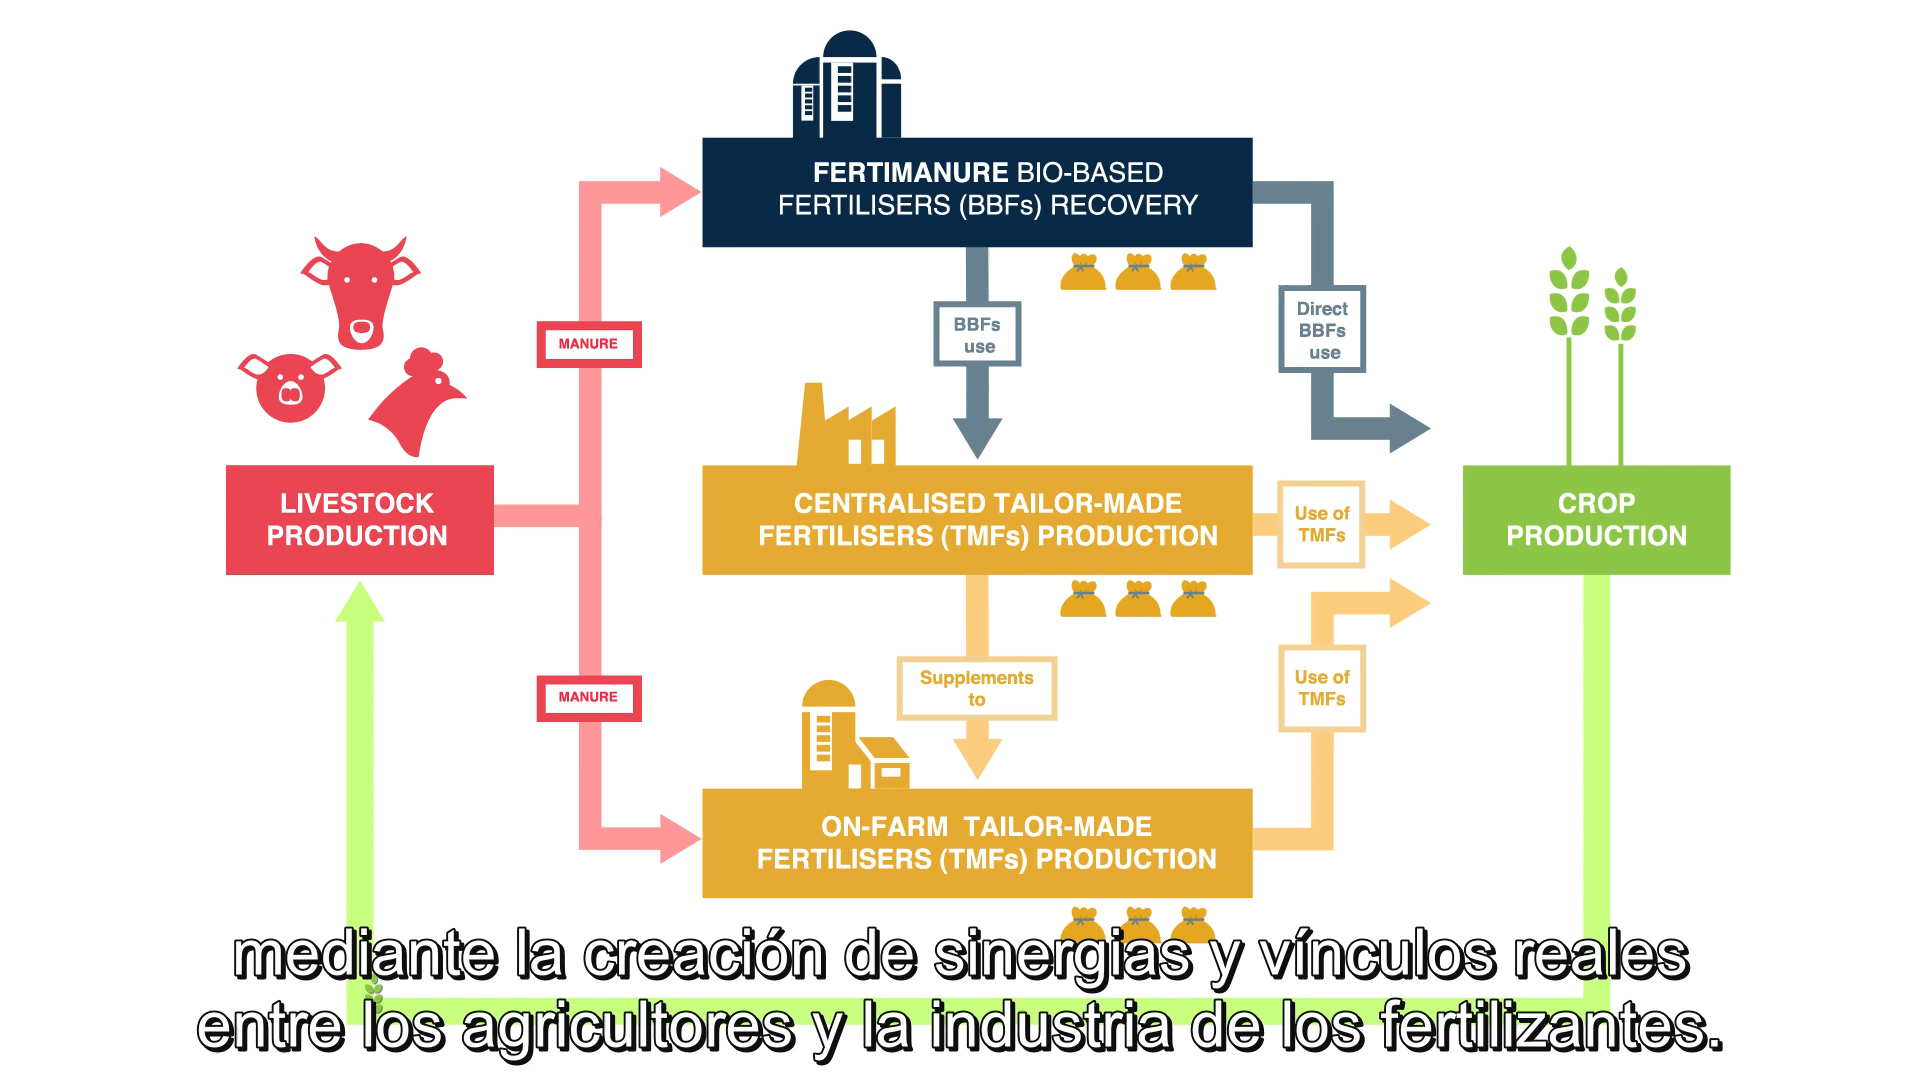 FERTIMANURE BIO-BASED
FERTILISERS (BBFs) RECOVERY
BBFs
use
Direct
BBFs
use
MANURE
LIVESTOCK
PRODUCTION
CENTRALISED TAILOR-MADE
FERTILISERS (TMFs) PRODUCTION
Use of
TMFs
CROP
PRODUCTION
MANURE
Supplements
to
Use of
TMFs
ON-FARM TAILOR-MADE
FERTILISERS (TMFs) PRODUCTION
mediante la creación de sinergias y vínculos reales
entre los agricultores y la industria de los fertilizantes.